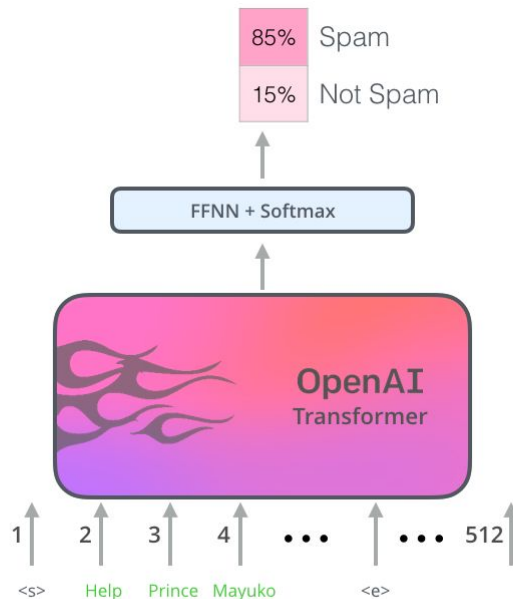 85% Spam
15% Not Spam
FFNN + Softmax
OpenAI
Transformer
1 2 3 4 ••• ••• 512
<s> Help Prince Mayuko <e>